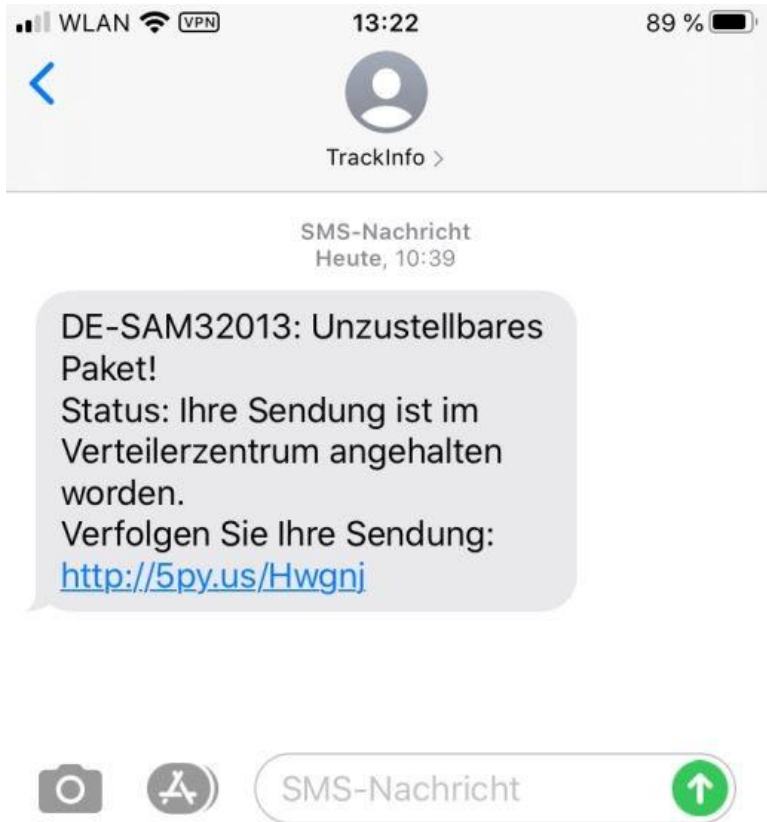 WLAN VPN 13:22 89 %
TrackInfo >
SMS-Nachricht
Heute, 10:39
DE-SAM32013: Unzustellbares
Paket!
Status: Ihre Sendung ist im
Verteilerzentrum angehalten
worden.
Verfolgen Sie Ihre Sendung:
http://5py.us/Hwgnj
SMS-Nachricht